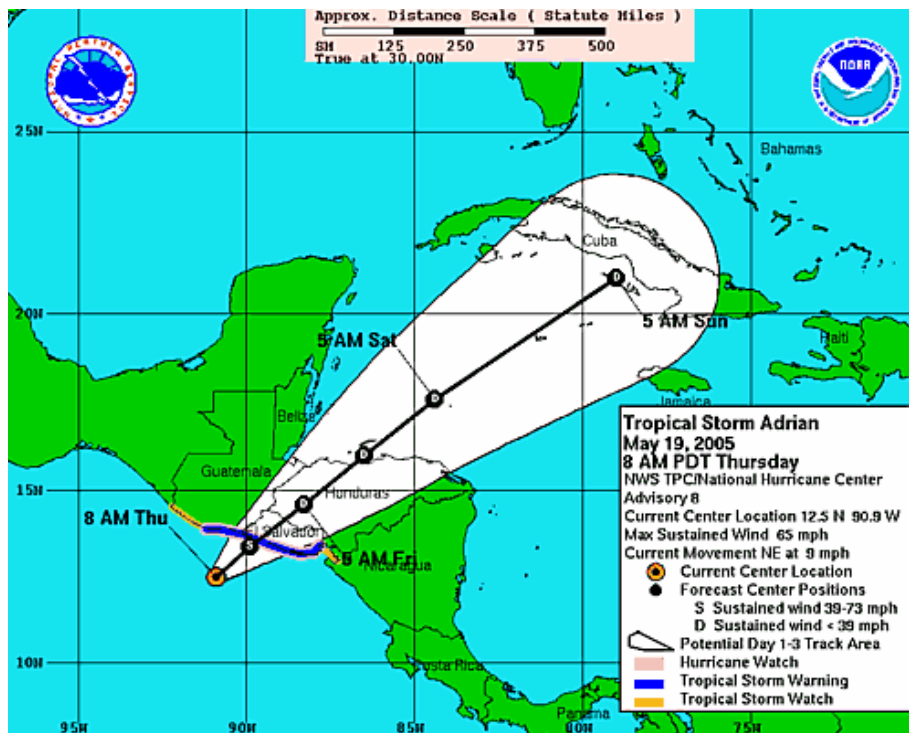 Approx. Distance Scale ( Statute Miles )
SM 125 250 375 500
True at 30.00N
NOAA
25N
Bahamas
Cuba
20N
5 AM Sat
5 AM Sun
Haiti
Jamaica
Belize
Guatemala
15N
Honduras
8 AM Thu
El Salvador
S
D
D
D
D
5 AM Fri
Nicaragua
10N
Costa Rica
Panama
95W 90W 85W 80W 75W
Tropical Storm Adrian
May 19, 2005
8 AM PDT Thursday
NWS TPC/National Hurricane Center
Advisory 8
Current Center Location 12.5 N 90.9 W
Max Sustained Wind 65 mph
Current Movement NE at 9 mph
Current Center Location
Forecast Center Positions
S Sustained wind 39-73 mph
D Sustained wind < 39 mph
Potential Day 1-3 Track Area
Hurricane Watch
Tropical Storm Warning
Tropical Storm Watch